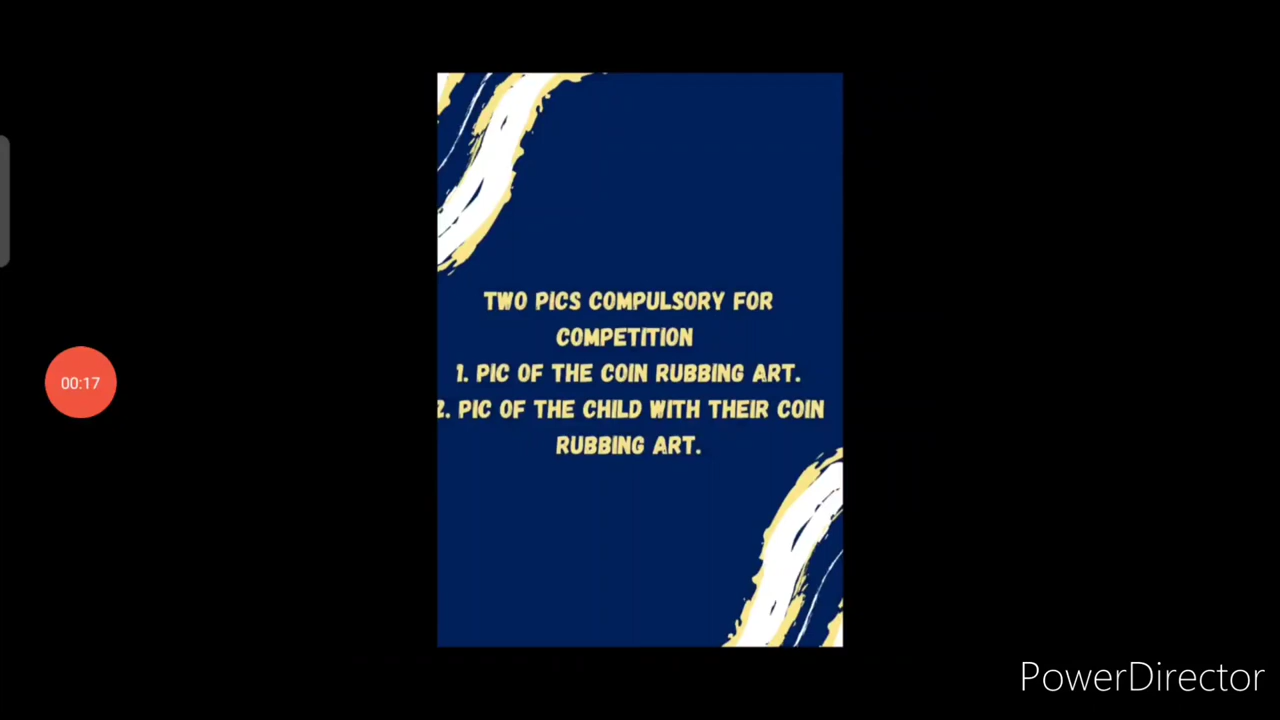 TWO PICS COMPULSORY FOR
COMPETITION
1. PIC OF THE COIN RUBBING ART.
2. PIC OF THE CHILD WITH THEIR COIN
RUBBING ART.
00:17
PowerDirector